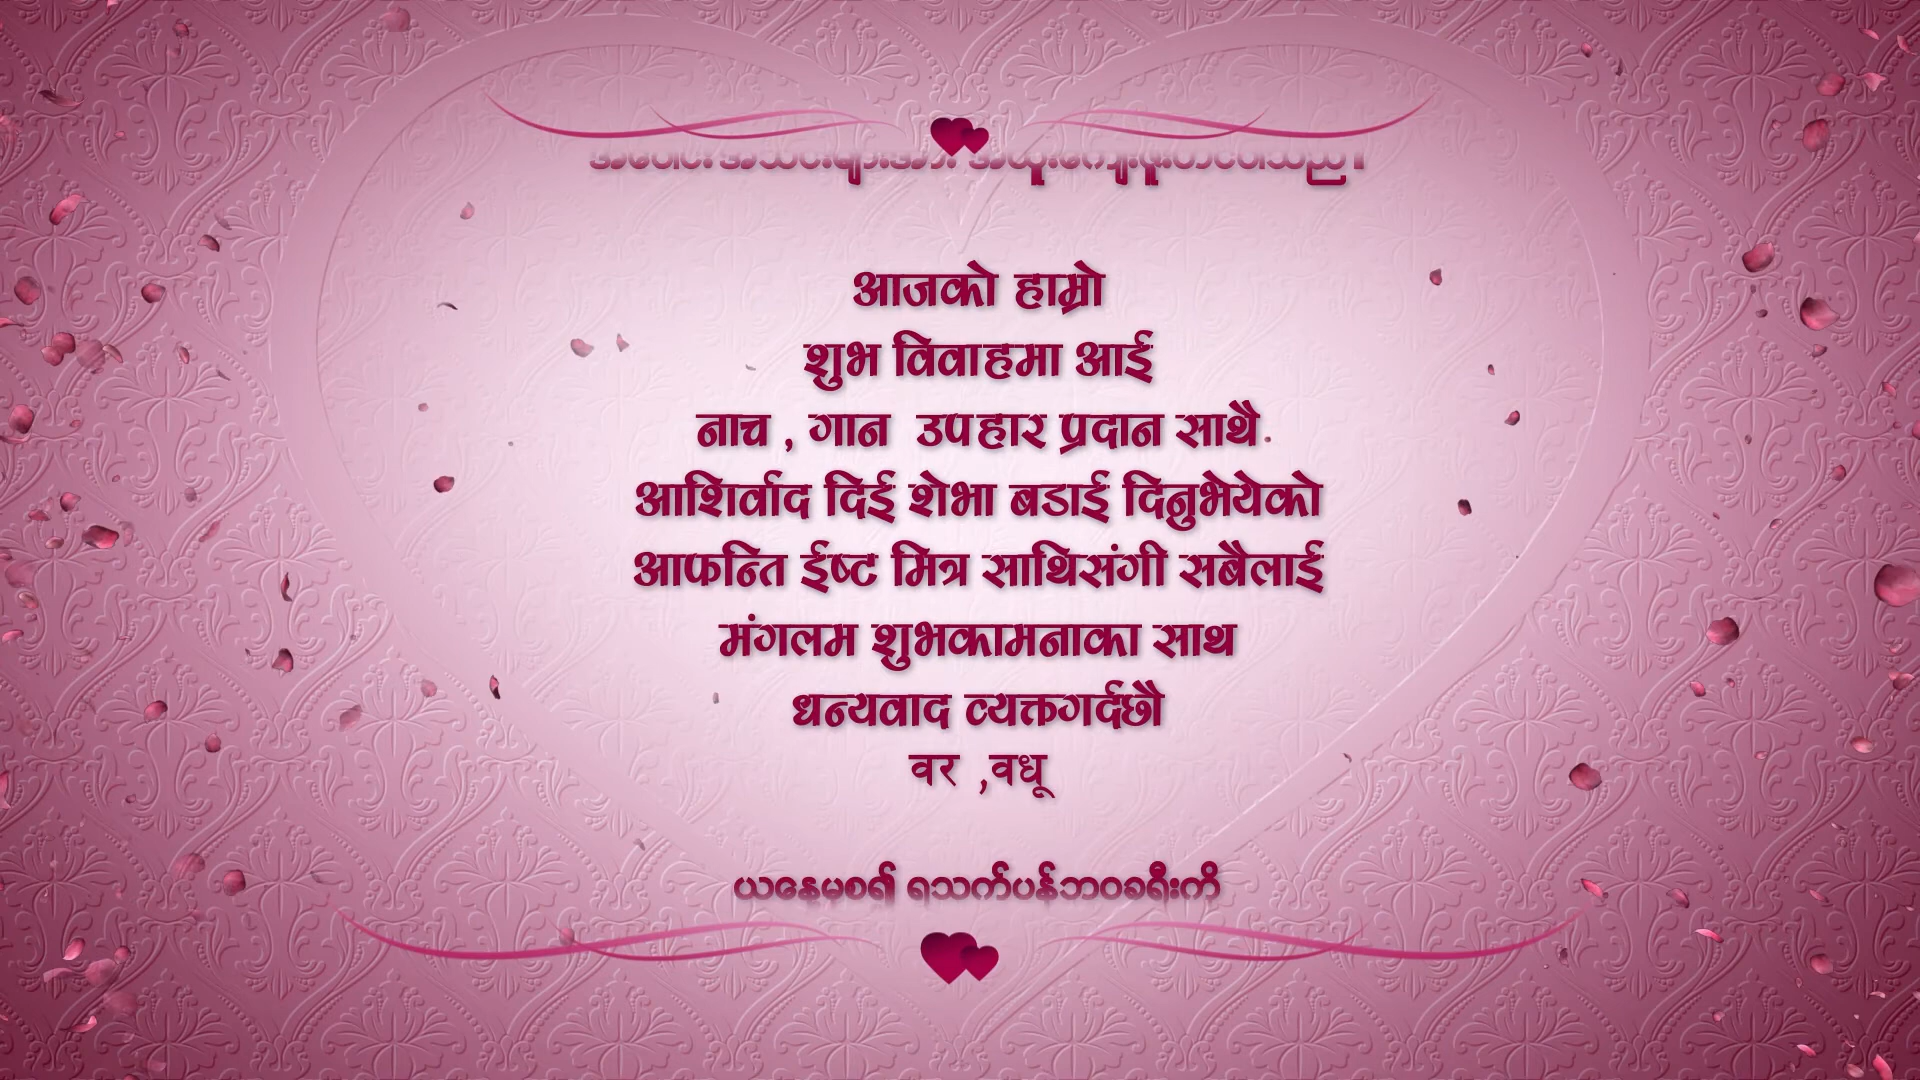 आजको हाम्रो
शुभ विवाहमा आई
नाच , गान उपहार प्रदान साथै
आशिर्वाद दिई शेभा बडाई दिनुभेयेको
आफन्ति ईष्ट मित्र साथिसंगी सबैलाई
मंगलम शुभकामनाका साथ
धन्यवाद व्यक्तगर्दछौ
वर ,वधू
ယနေ့မှစ၍ ရသက်ပန်ဘဝခရီးကို